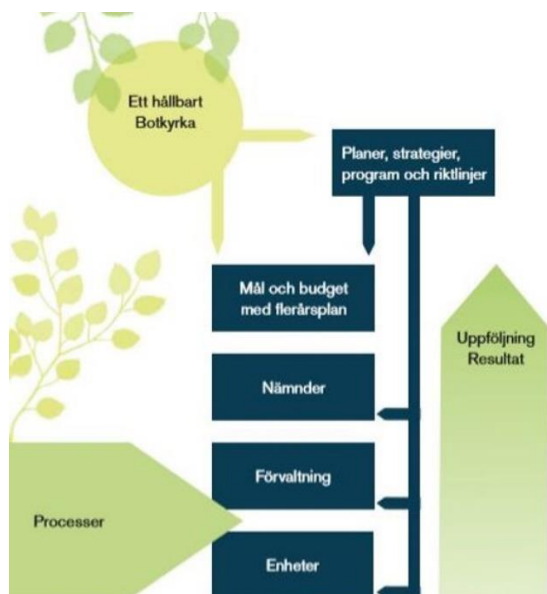 Ett hållbart
Botkyrka
Planer, strategier,
program och riktlinjer
Mål och budget
med flerårsplan
Uppföljning
Resultat
Nämnder
Förvaltning
Processer
Enheter